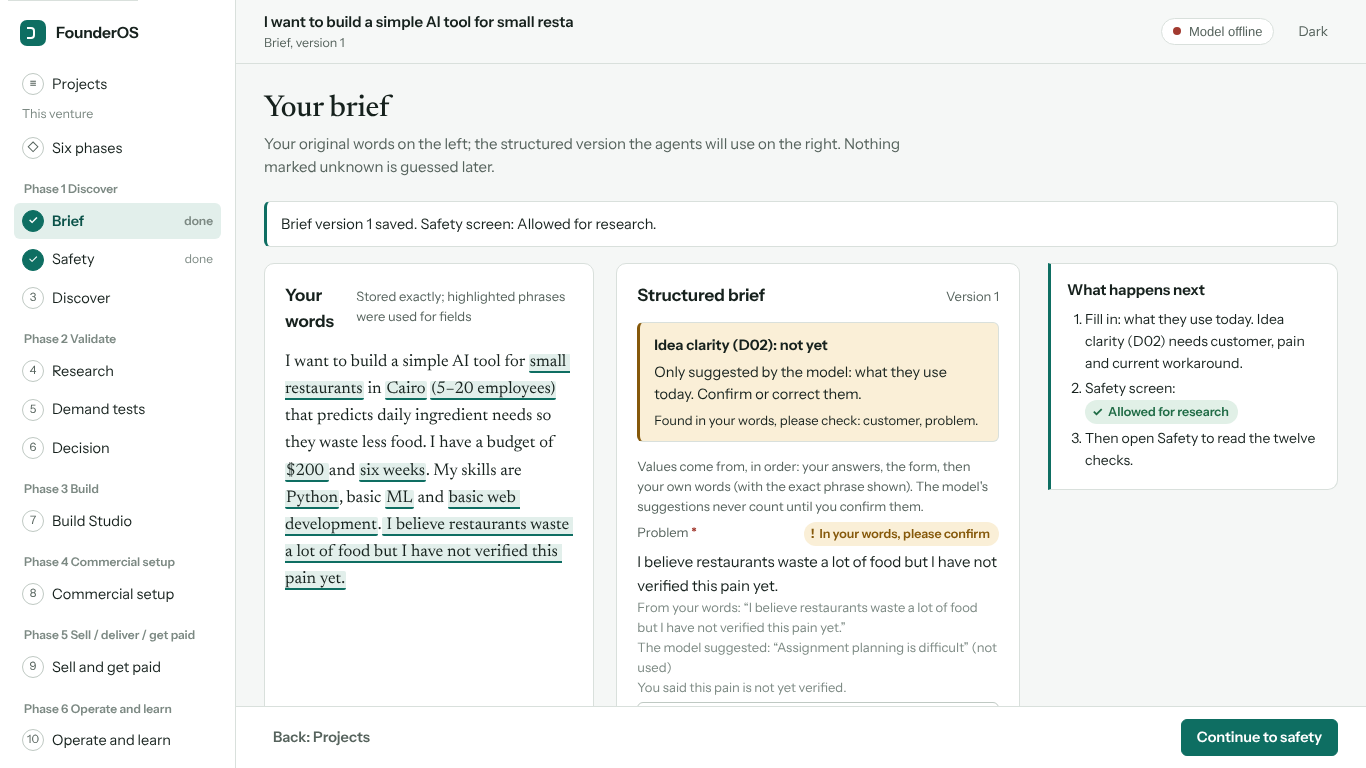 FounderOS
Projects
This venture
Six phases
Phase 1 Discover
Brief done
Safety done
3 Discover
Phase 2 Validate
4 Research
5 Demand tests
6 Decision
Phase 3 Build
7 Build Studio
Phase 4 Commercial setup
8 Commercial setup
Phase 5 Sell / deliver / get paid
9 Sell and get paid
Phase 6 Operate and learn
10 Operate and learn
I want to build a simple AI tool for small resta
Brief, version 1
Model offline
Dark
Your brief
Your original words on the left; the structured version the agents will use on the right. Nothing
marked unknown is guessed later.
Brief version 1 saved. Safety screen: Allowed for research.
Your
words
Stored exactly; highlighted phrases
were used for fields
I want to build a simple AI tool for small
restaurants in Cairo (5–20 employees)
that predicts daily ingredient needs so
they waste less food. I have a budget of
$200 and six weeks. My skills are
Python, basic ML and basic web
development. I believe restaurants waste
a lot of food but I have not verified this
pain yet.
Structured brief
Version 1
Idea clarity (D02): not yet
Only suggested by the model: what they use
today. Confirm or correct them.
Found in your words, please check: customer, problem.
Values come from, in order: your answers, the form, then
your own words (with the exact phrase shown). The model's
suggestions never count until you confirm them.
Problem *
! In your words, please confirm
I believe restaurants waste a lot of food but I have not
verified this pain yet.
From your words: “I believe restaurants waste a lot of food
but I have not verified this pain yet.”
The model suggested: “Assignment planning is difficult” (not
used)
You said this pain is not yet verified.
What happens next
1. Fill in: what they use today. Idea
clarity (D02) needs customer, pain
and current workaround.
2. Safety screen:
✓ Allowed for research
3. Then open Safety to read the twelve
checks.
Back: Projects
Continue to safety